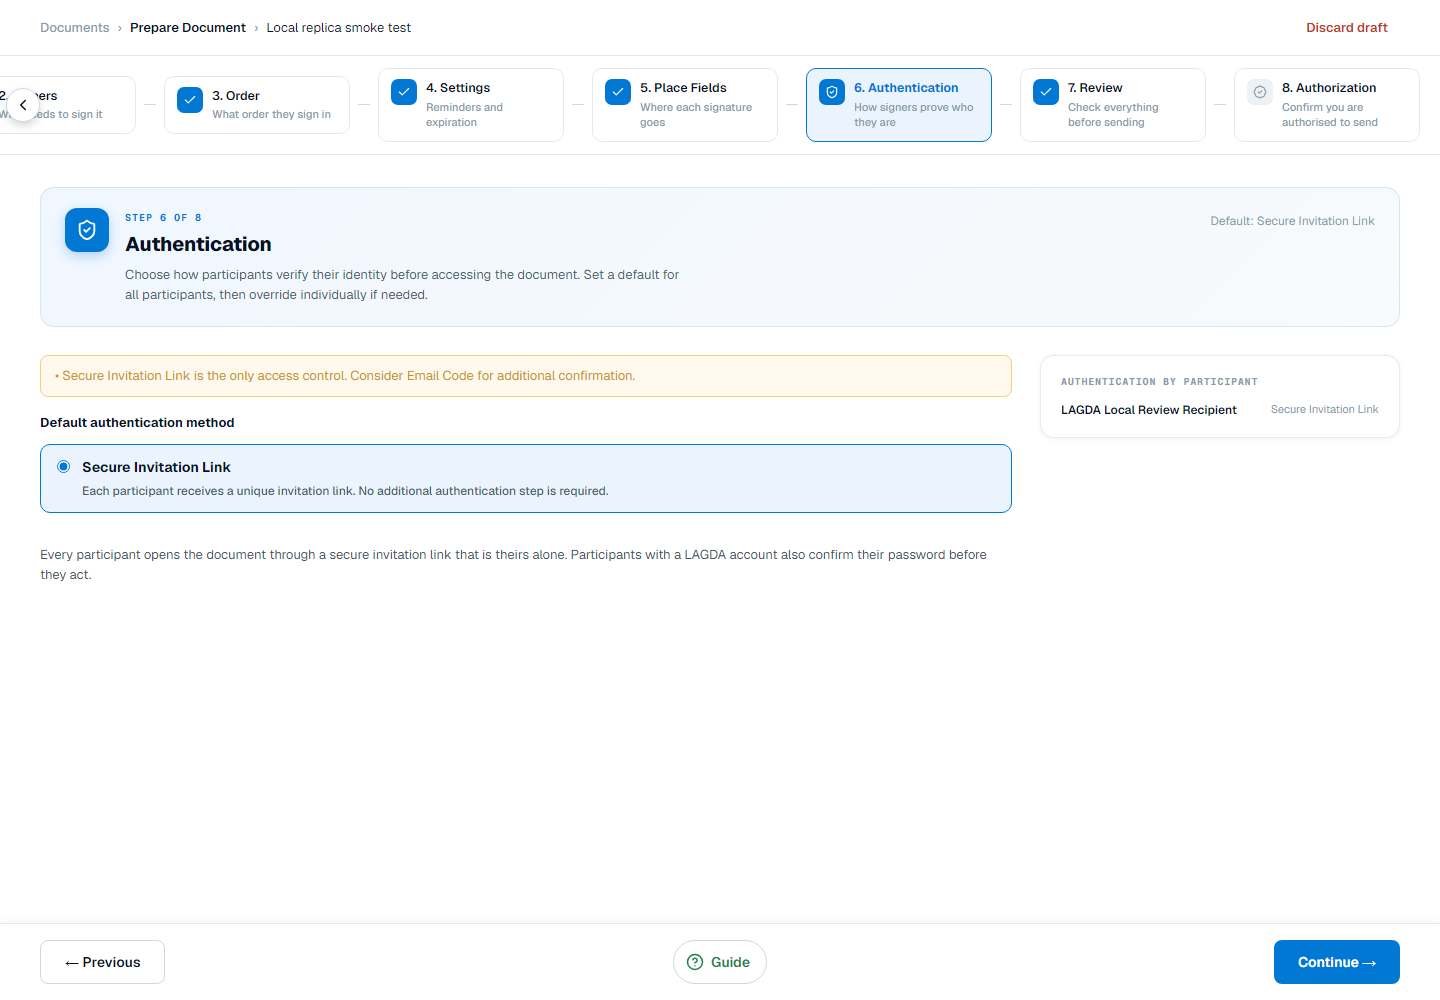 Documents › Prepare Document › Local replica smoke test
Discard draft
2.
ers
eds to sign it
3. Order
What order they sign in
4. Settings
Reminders and
expiration
5. Place Fields
Where each signature
goes
6. Authentication
How signers prove who
they are
7. Review
Check everything
before sending
8. Authorization
Confirm you are
authorised to send
STEP 6 OF 8
Authentication
Choose how participants verify their identity before accessing the document. Set a default for
all participants, then override individually if needed.
Default: Secure Invitation Link
• Secure Invitation Link is the only access control. Consider Email Code for additional confirmation.
Default authentication method
Secure Invitation Link
Each participant receives a unique invitation link. No additional authentication step is required.
Every participant opens the document through a secure invitation link that is theirs alone. Participants with a LAGDA account also confirm their password before
they act.
AUTHENTICATION BY PARTICIPANT
LAGDA Local Review Recipient
Secure Invitation Link
← Previous
Guide
Continue →